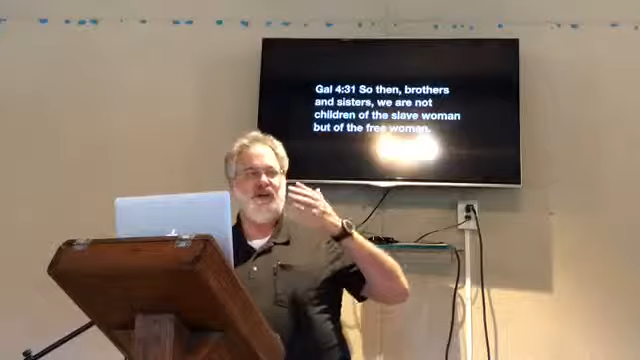 Gal 4:31 So then, brothers
and sisters, we are not
children of the slave woman
but of the free woman.